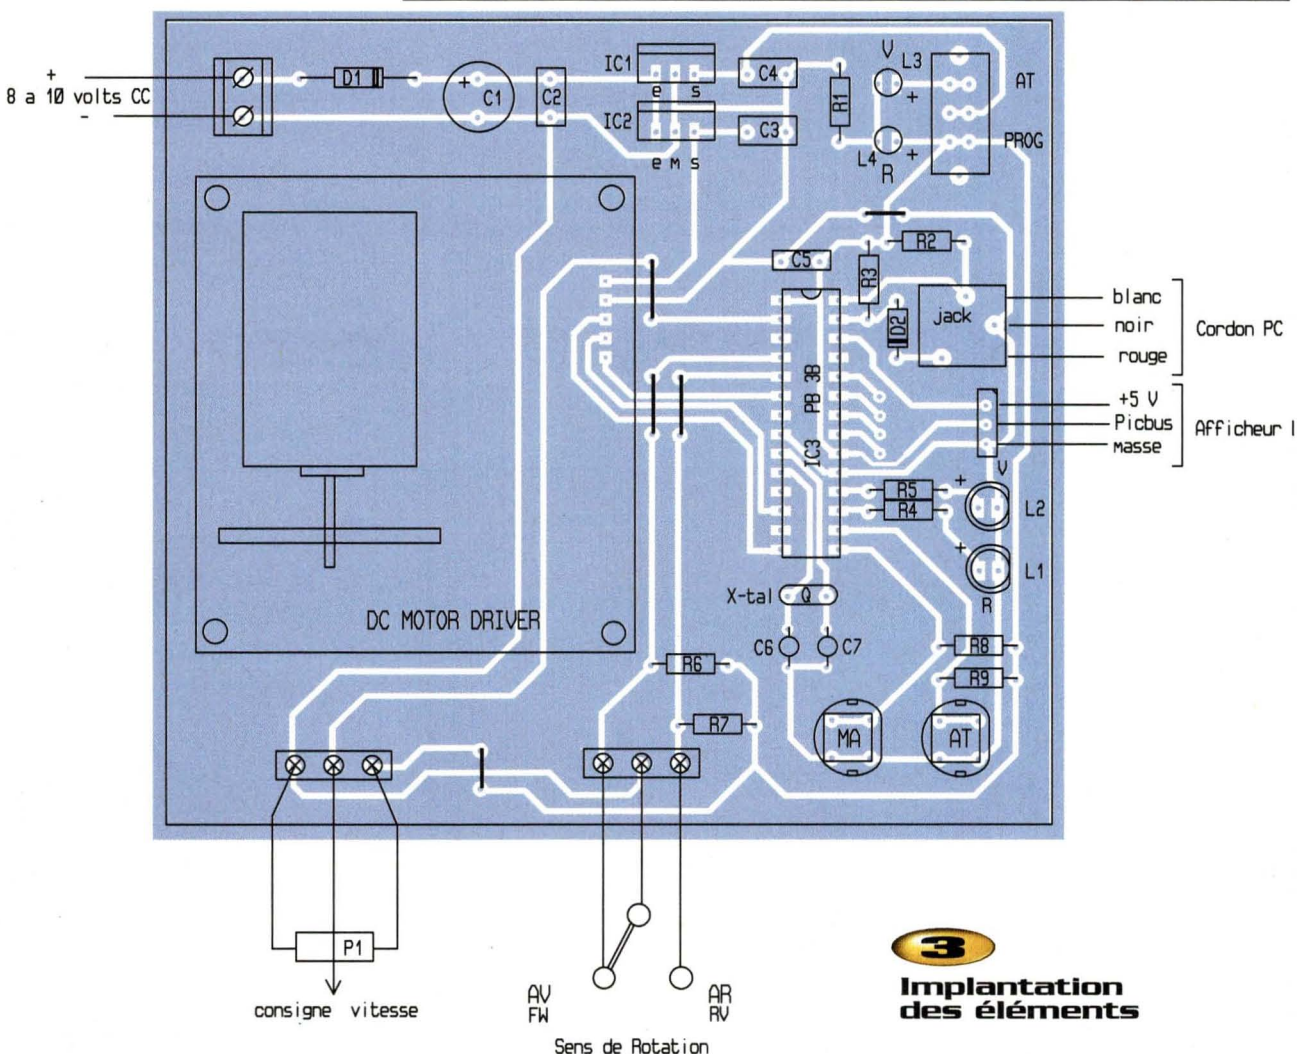 +
8 a 10 volts CC
-
D1
+
C1
C2
IC1
e s
IC2
e M s
C4
C3
R1
V
L3
+
L4
+
R
AT
PROG
C5
R3
R2
D2
jack
blanc
noir
rouge
Cordon PC
+5 V
Picbus
masse
Afficheur l
PB 3B
IC3
V
+
R5
R4
L2
+
L1
R
X-tal
Q
C6
C7
R8
R9
DC MOTOR DRIVER
R6
R7
MA
AT
P1
consigne vitesse
AV
FW
AR
RV
Sens de Rotation
3
Implantation
des éléments